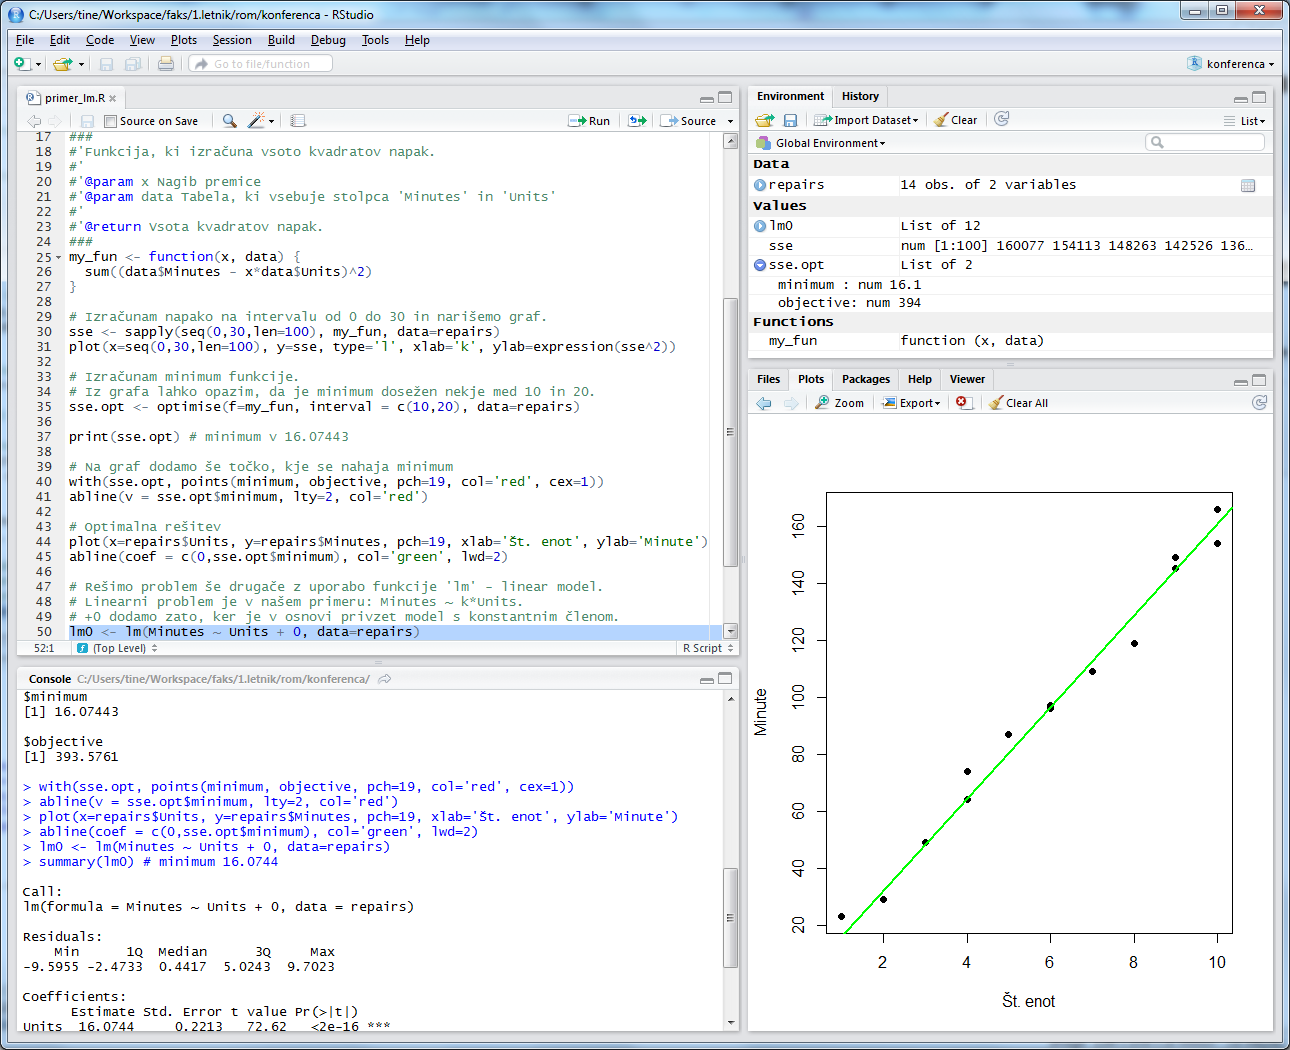 C:/Users/tine/Workspace/faks/1.letnik/rom/konferenca - RStudio
File Edit Code View Plots Session Build Debug Tools Help
Go to file/function
konferenca
primer_lm.R
Source on Save
Run
Source
17 ###
18 #'Funkcija, ki izračuna vsoto kvadratov napak.
19 #'
20 #'@param x Nagib premice
21 #'@param data Tabela, ki vsebuje stolpca 'Minutes' in 'Units'
22 #'
23 #'@return Vsota kvadratov napak.
24 ###
25 my_fun <- function(x, data) {
26   sum((data$Minutes - x*data$Units)^2)
27 }
28
29 # Izračunam napako na intervalu od 0 do 30 in narišemo graf.
30 sse <- sapply(seq(0,30,len=100), my_fun, data=repairs)
31 plot(x=seq(0,30,len=100), y=sse, type='l', xlab='k', ylab=expression(sse^2))
32
33 # Izračunam minimum funkcije.
34 # Iz grafa lahko opazim, da je minimum dosežen nekje med 10 in 20.
35 sse.opt <- optimise(f=my_fun, interval = c(10,20), data=repairs)
36
37 print(sse.opt) # minimum v 16.07443
38
39 # Na graf dodamo še točko, kje se nahaja minimum
40 with(sse.opt, points(minimum, objective, pch=19, col='red', cex=1))
41 abline(v = sse.opt$minimum, lty=2, col='red')
42
43 # Optimalna rešitev
44 plot(x=repairs$Units, y=repairs$Minutes, pch=19, xlab='Št. enot', ylab='Minute')
45 abline(coef = c(0,sse.opt$minimum), col='green', lwd=2)
46
47 # Rešimo problem še drugače z uporabo funkcije 'lm' - linear model.
48 # Linearni problem je v našem primeru: Minutes ~ k*Units.
49 # +0 dodamo zato, ker je v osnovi privzet model s konstantnim členom.
50 lm0 <- lm(Minutes ~ Units + 0, data=repairs)
52:1 (Top Level) R Script
Console C:/Users/tine/Workspace/faks/1.letnik/rom/konferenca/
$minimum
[1] 16.07443
$objective
[1] 393.5761
> with(sse.opt, points(minimum, objective, pch=19, col='red', cex=1))
> abline(v = sse.opt$minimum, lty=2, col='red')
> plot(x=repairs$Units, y=repairs$Minutes, pch=19, xlab='Št. enot', ylab='Minute')
> abline(coef = c(0,sse.opt$minimum), col='green', lwd=2)
> lm0 <- lm(Minutes ~ Units + 0, data=repairs)
> summary(lm0) # minimum 16.0744
Call:
lm(formula = Minutes ~ Units + 0, data = repairs)
Residuals:
Min 1Q Median 3Q Max
-9.5955 -2.4733 0.4417 5.0243 9.7023
Coefficients:
Estimate Std. Error t value Pr(>|t|)
Units 16.0744 0.2213 72.62 <2e-16 ***
Environment History
Import Dataset Clear List
Global Environment
Data
repairs 14 obs. of 2 variables
Values
lm0 List of 12
sse num [1:100] 160077 154113 148263 142526 136...
sse.opt List of 2
minimum : num 16.1
objective: num 394
Functions
my_fun function (x, data)
Files Plots Packages Help Viewer
Zoom Export Clear All
Minute
160
140
120
100
80
60
40
20
2 4 6 8 10
Št. enot